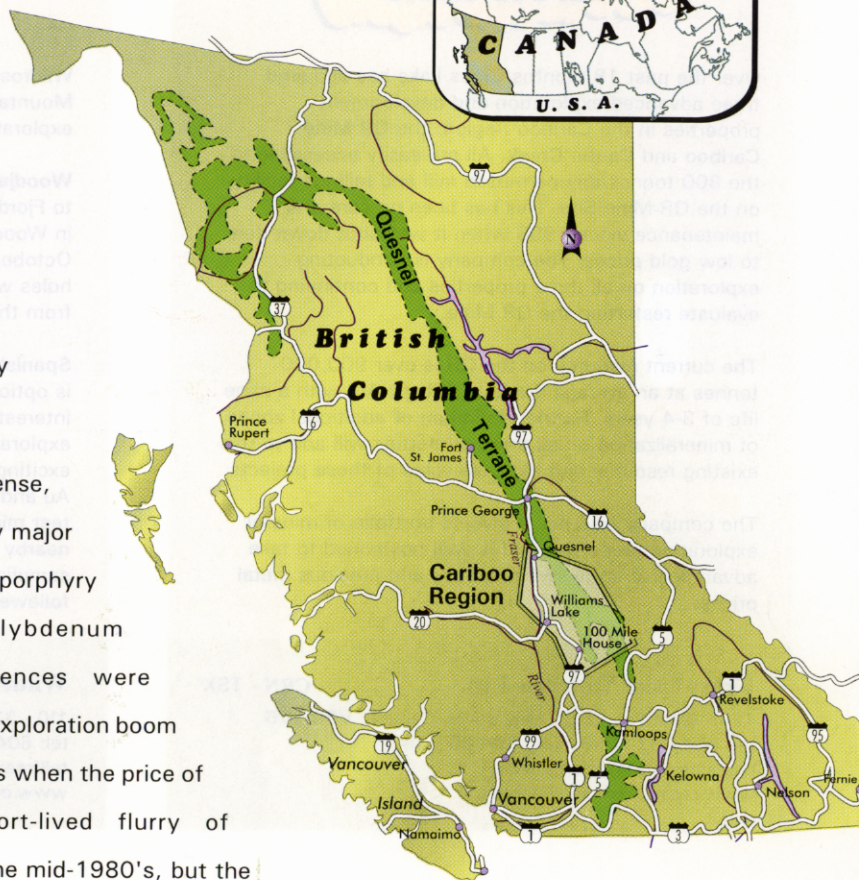 CANADA
U.S.A.
97
N
Quesnel
37
British
Columbia
Terrane
Prince
Rupert
16
Fort
St. James
97
Prince George
16
Fraser
Quesnel
Cariboo
Region
Williams
Lake
20
100 Mile
House
5
97
River
1
Revelstoke
Kamloops
95
19
99
Vancouver
Whistler
1
5
Kelowna
Fernie
Island
Vancouver
Nelson
Namaimo
1
3
y
ense,
y major
porphyry
lybdenum
ences were
xploration boom
s when the price of
ort-lived flurry of
he mid-1980's, but the